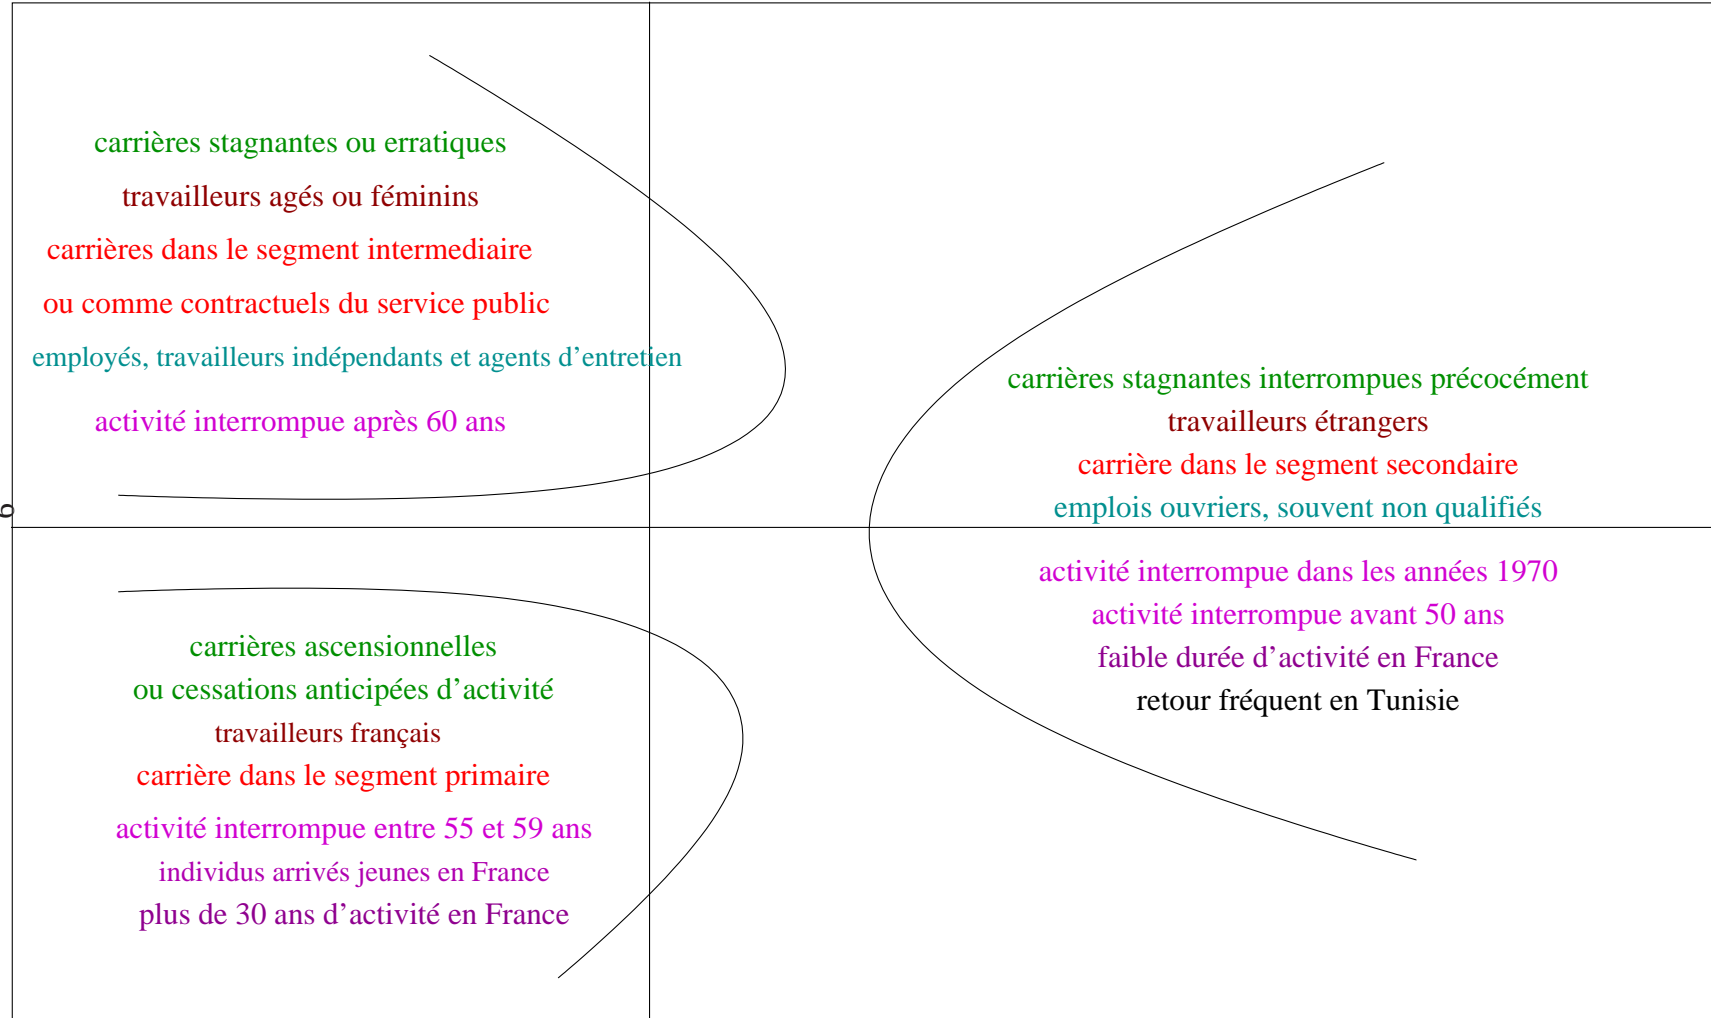 carrières stagnantes ou erratiques
travailleurs agés ou féminins
carrières dans le segment intermediaire
ou comme contractuels du service public
employés, travailleurs indépendants et agents d’entretien
activité interrompue après 60 ans
carrières stagnantes interrompues précocément
travailleurs étrangers
carrière dans le segment secondaire
emplois ouvriers, souvent non qualifiés
activité interrompue dans les années 1970
activité interrompue avant 50 ans
faible durée d’activité en France
retour fréquent en Tunisie
carrières ascensionnelles
ou cessations anticipées d’activité
travailleurs français
carrière dans le segment primaire
activité interrompue entre 55 et 59 ans
individus arrivés jeunes en France
plus de 30 ans d’activité en France